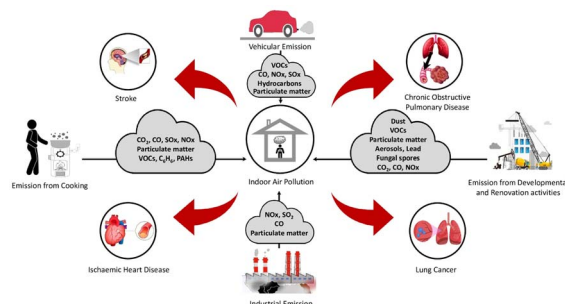 Vehicular Emission
VOCs
CO, NOx, SOx
Hydrocarbons
Particulate matter
Stroke
Chronic Obstructive
Pulmonary Disease
CO₂, CO, SOx, NOx
Particulate matter
VOCs, C₆H₆, PAHs
Dust
VOCs
Particulate matter
Aerosols, Lead
Fungal spores
CO₂, CO, NOx
Emission from Cooking
Indoor Air Pollution
Emission from Developmenta
and Renovation activities
NOx, SO₂
CO
Particulate matter
Ischaemic Heart Disease
Lung Cancer
Industrial Emission